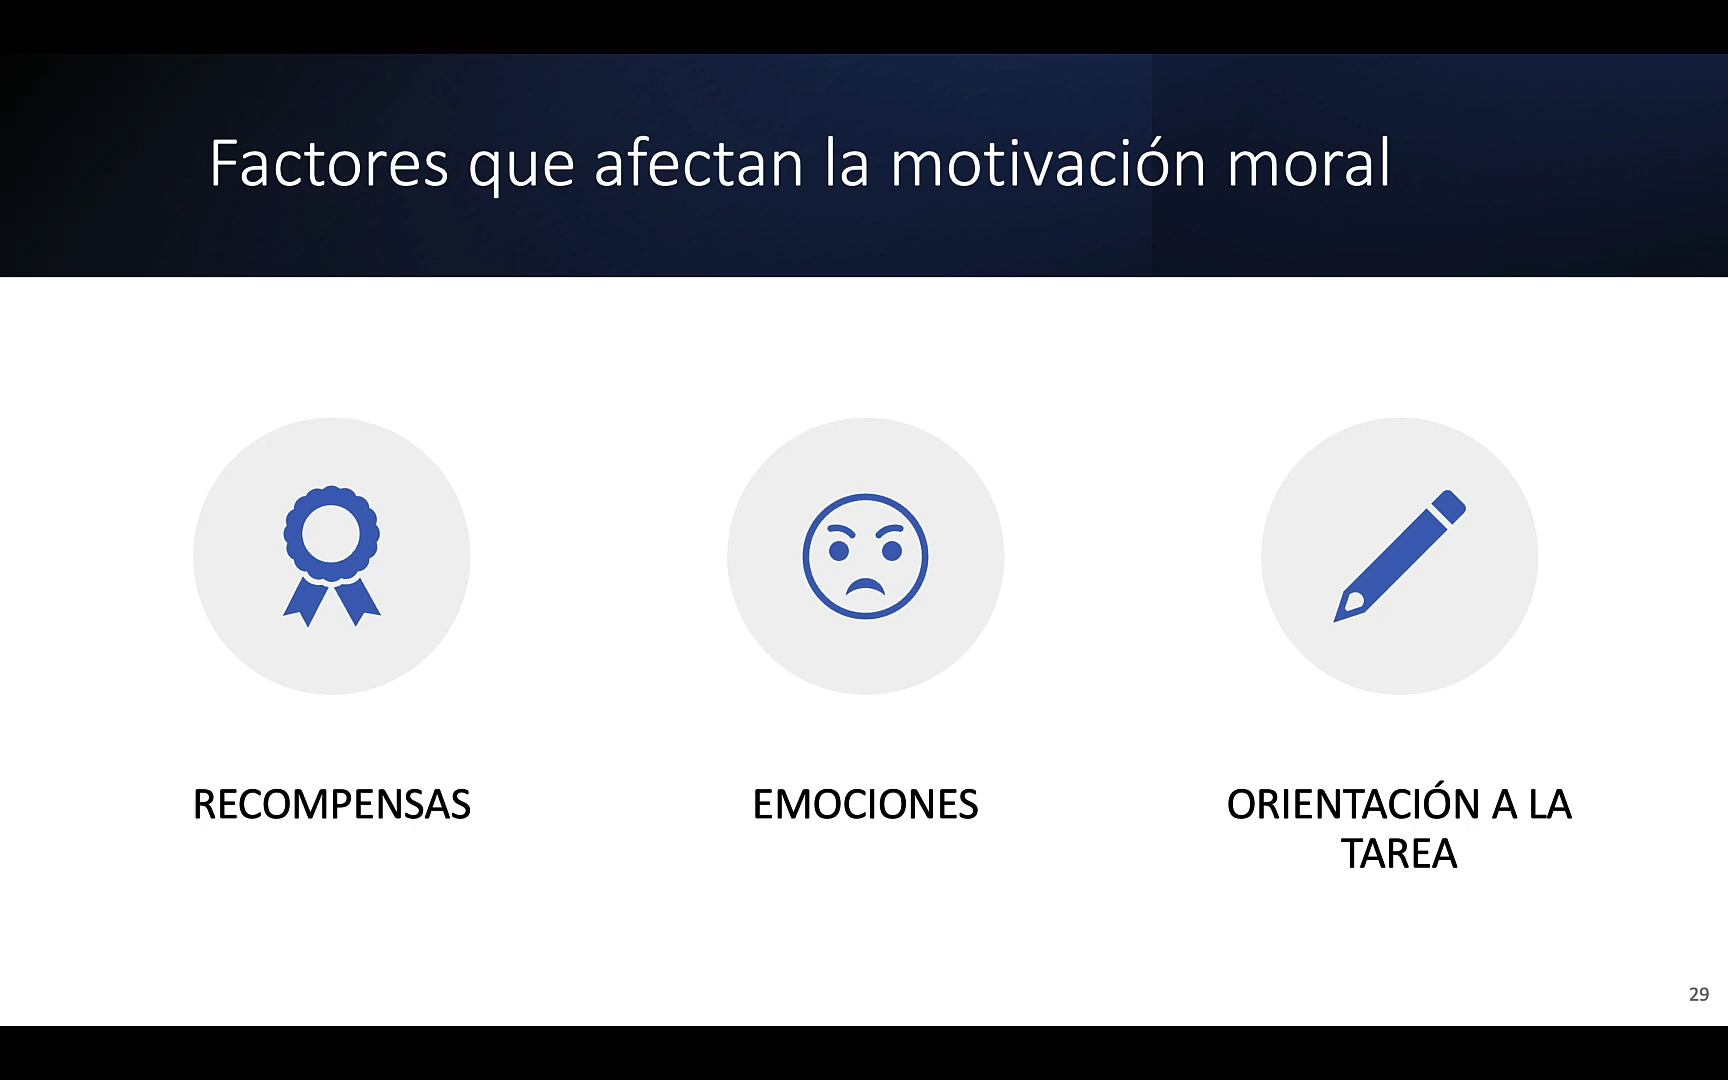 Factores que afectan la motivación moral
RECOMPENSAS
EMOCIONES
ORIENTACIÓN A LA
TAREA
29